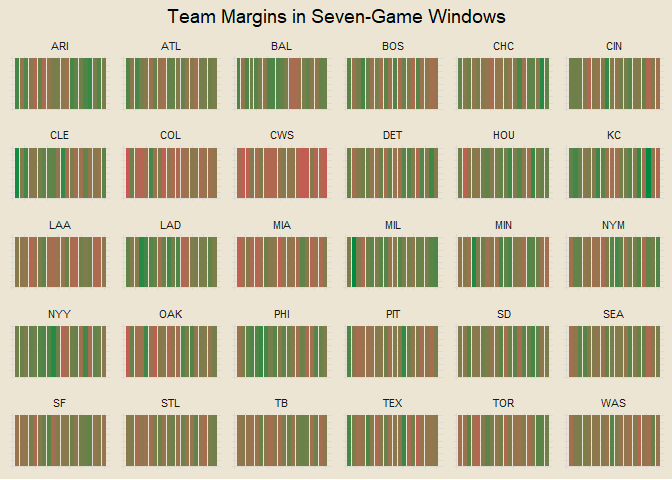 Team Margins in Seven-Game Windows
ARI ATL BAL BOS CHC CIN
CLE COL CWS DET HOU KC
LAA LAD MIA MIL MIN NYM
NYY OAK PHI PIT SD SEA
SF STL TB TEX TOR WAS